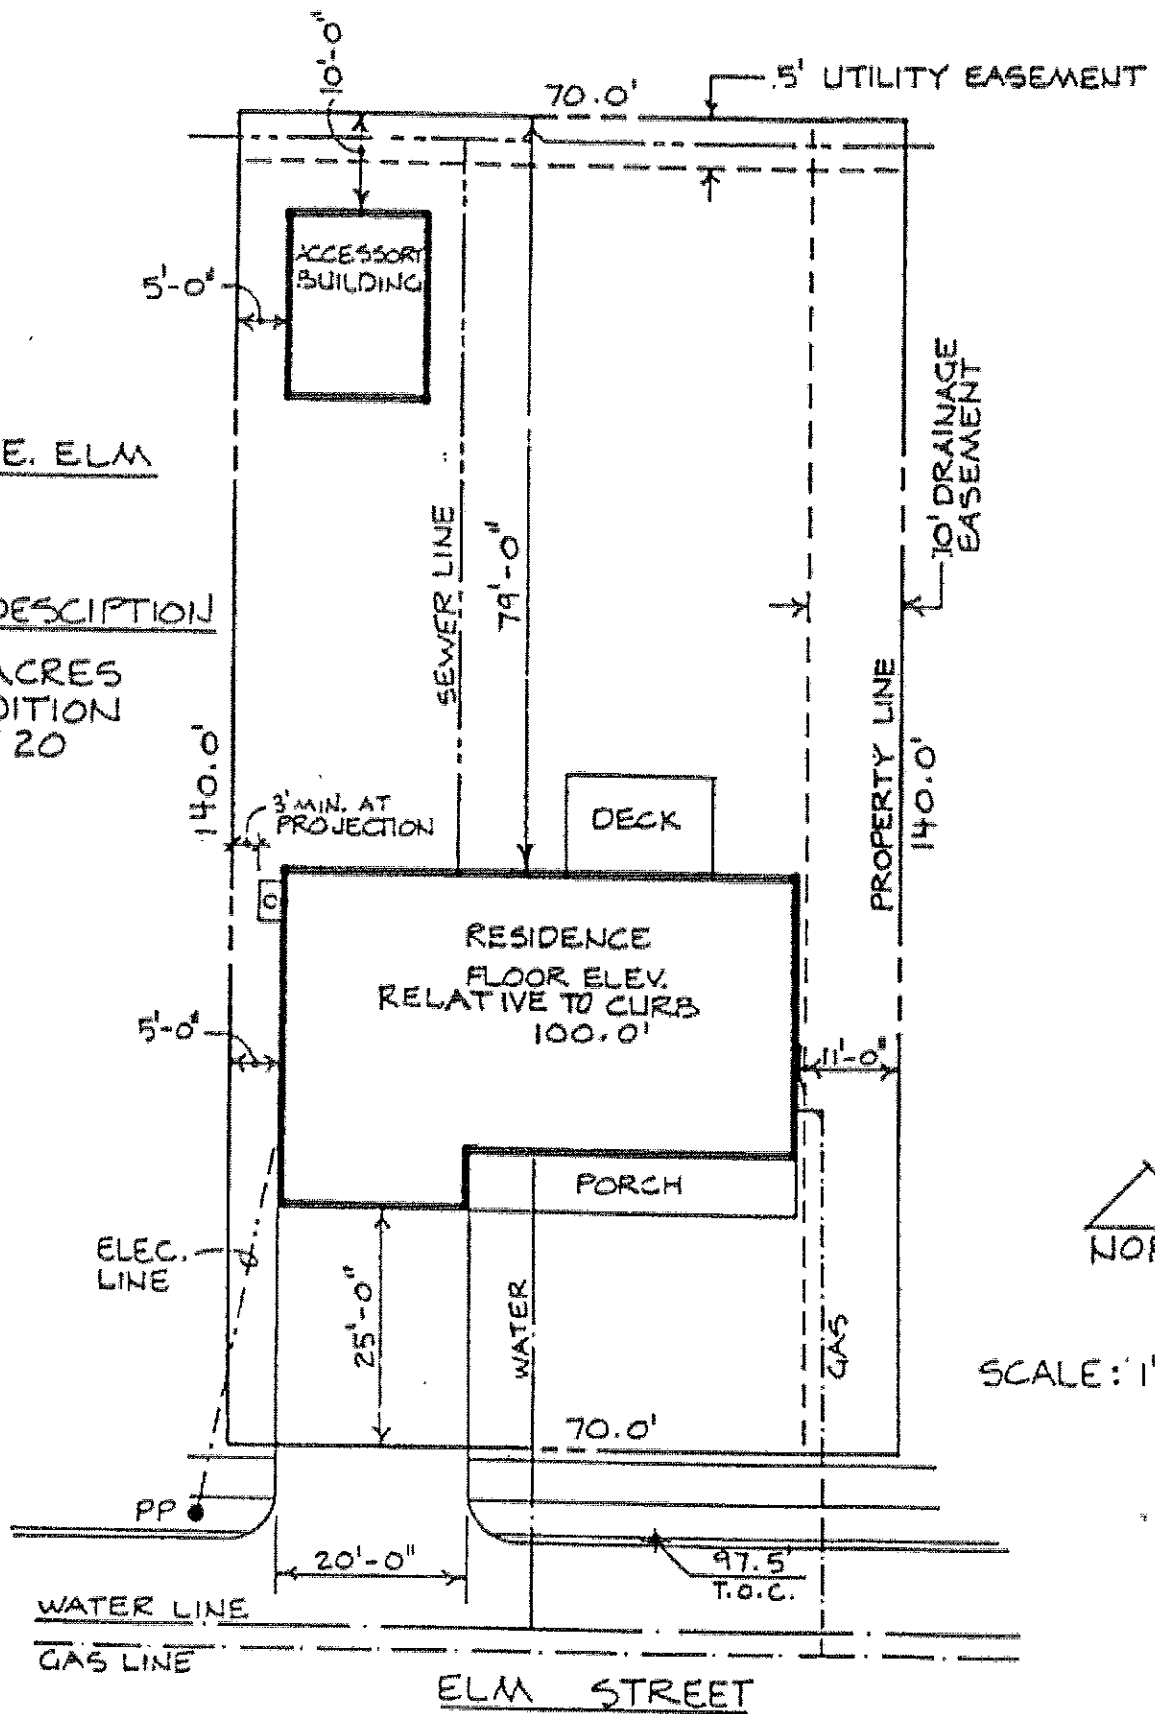 10'-0"
70.0'
5' UTILITY EASEMENT
ACCESSORY
BUILDING
5'-0"
E. ELM
10' DRAINAGE
EASEMENT
SEWER LINE
79'-0"
DESCIPTION
ACRES
DITION
20
140.0'
3' MIN. AT
PROJECTION
DECK
PROPERTY LINE
140.0'
RESIDENCE
FLOOR ELEV.
RELATIVE TO CURB
100.0'
5'-0"
11'-0"
PORCH
ELEC.
LINE
25'-0"
WATER
GAS
NOR
SCALE: 1"
70.0'
PP
20'-0"
97.5'
T.O.C.
WATER LINE
GAS LINE
ELM STREET